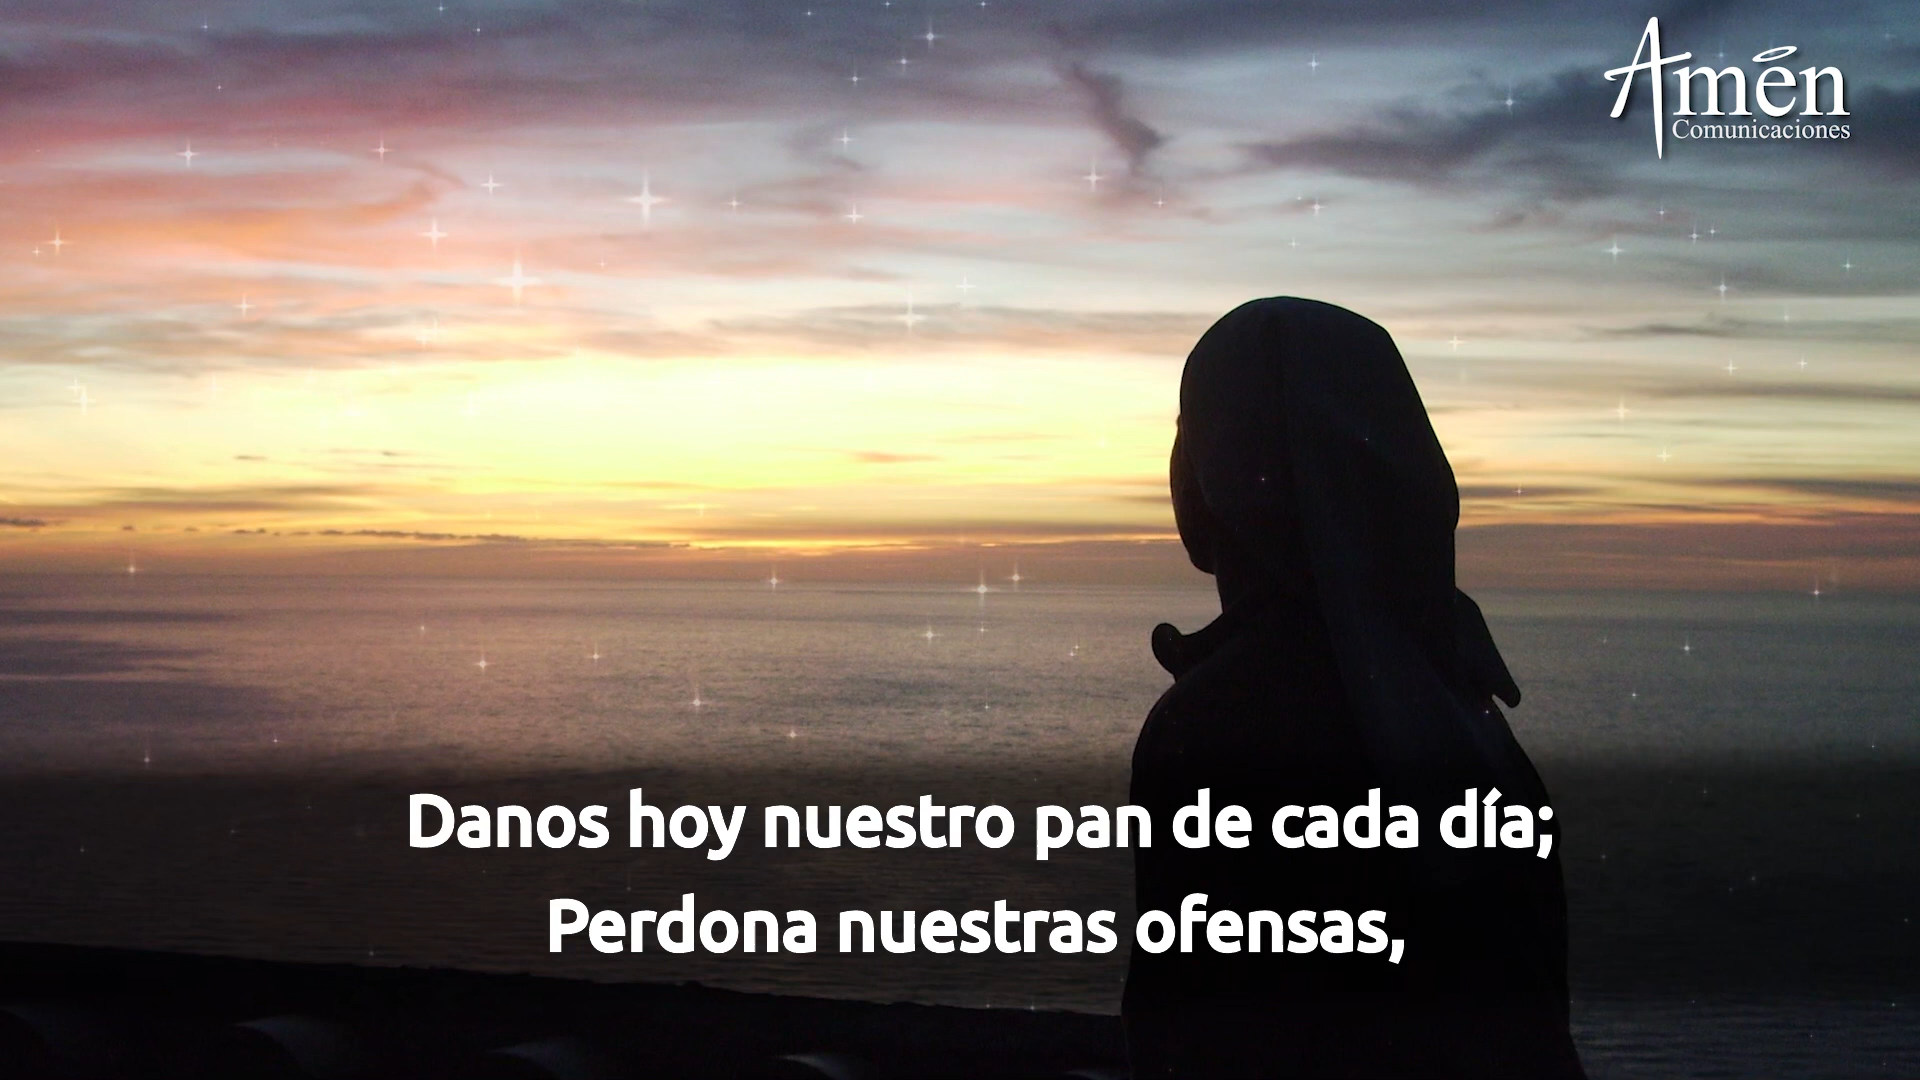 Amén
Comunicaciones
Danos hoy nuestro pan de cada día;
Perdona nuestras ofensas,